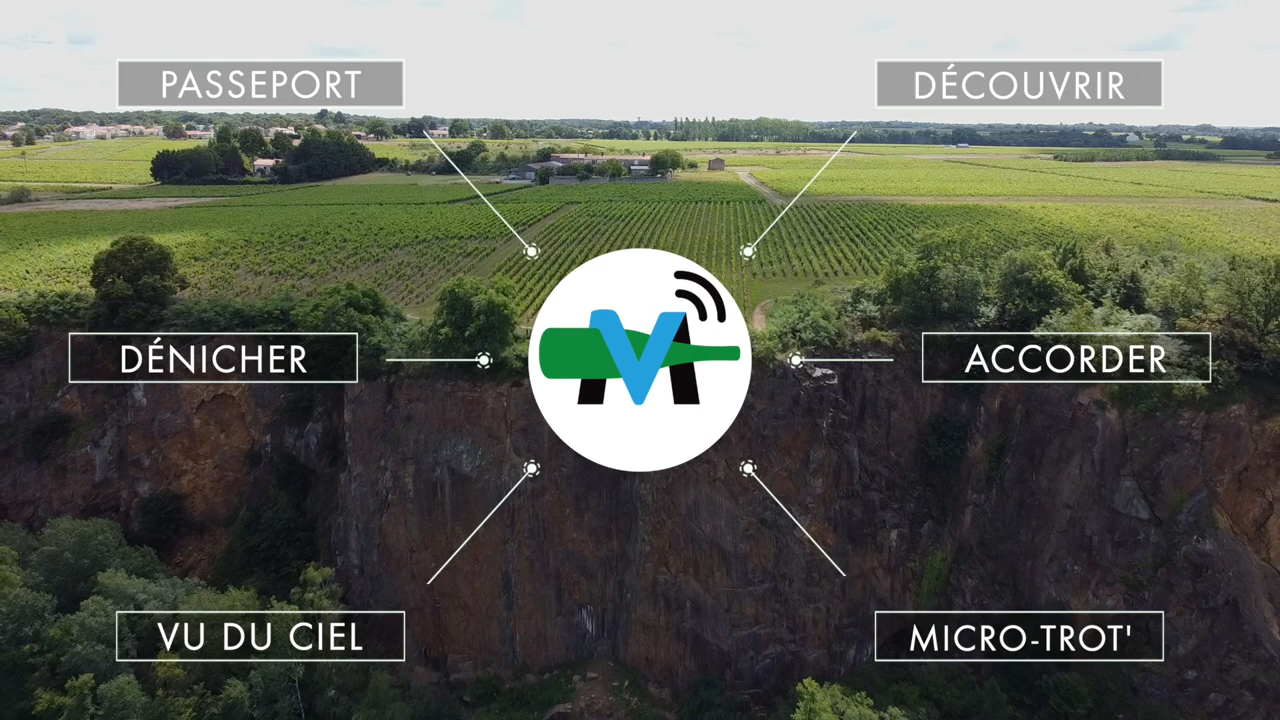 PASSEPORT
DÉCOUVRIR
DÉNICHER
ACCORDER
VU DU CIEL
MICRO-TROT'